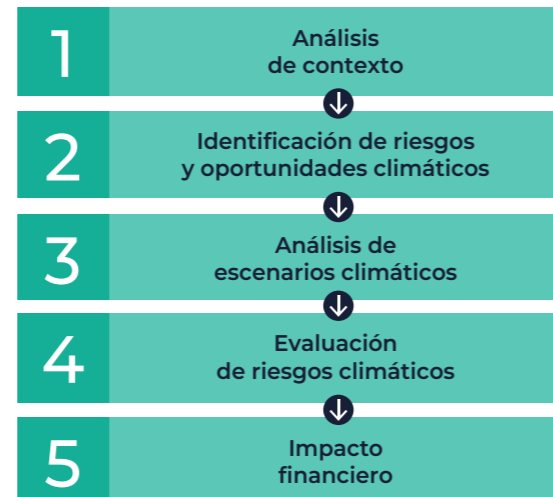 1
Análisis
de contexto
2
Identificación de riesgos
y oportunidades climáticos
3
Análisis de
escenarios climáticos
4
Evaluación
de riesgos climáticos
5
Impacto
financiero